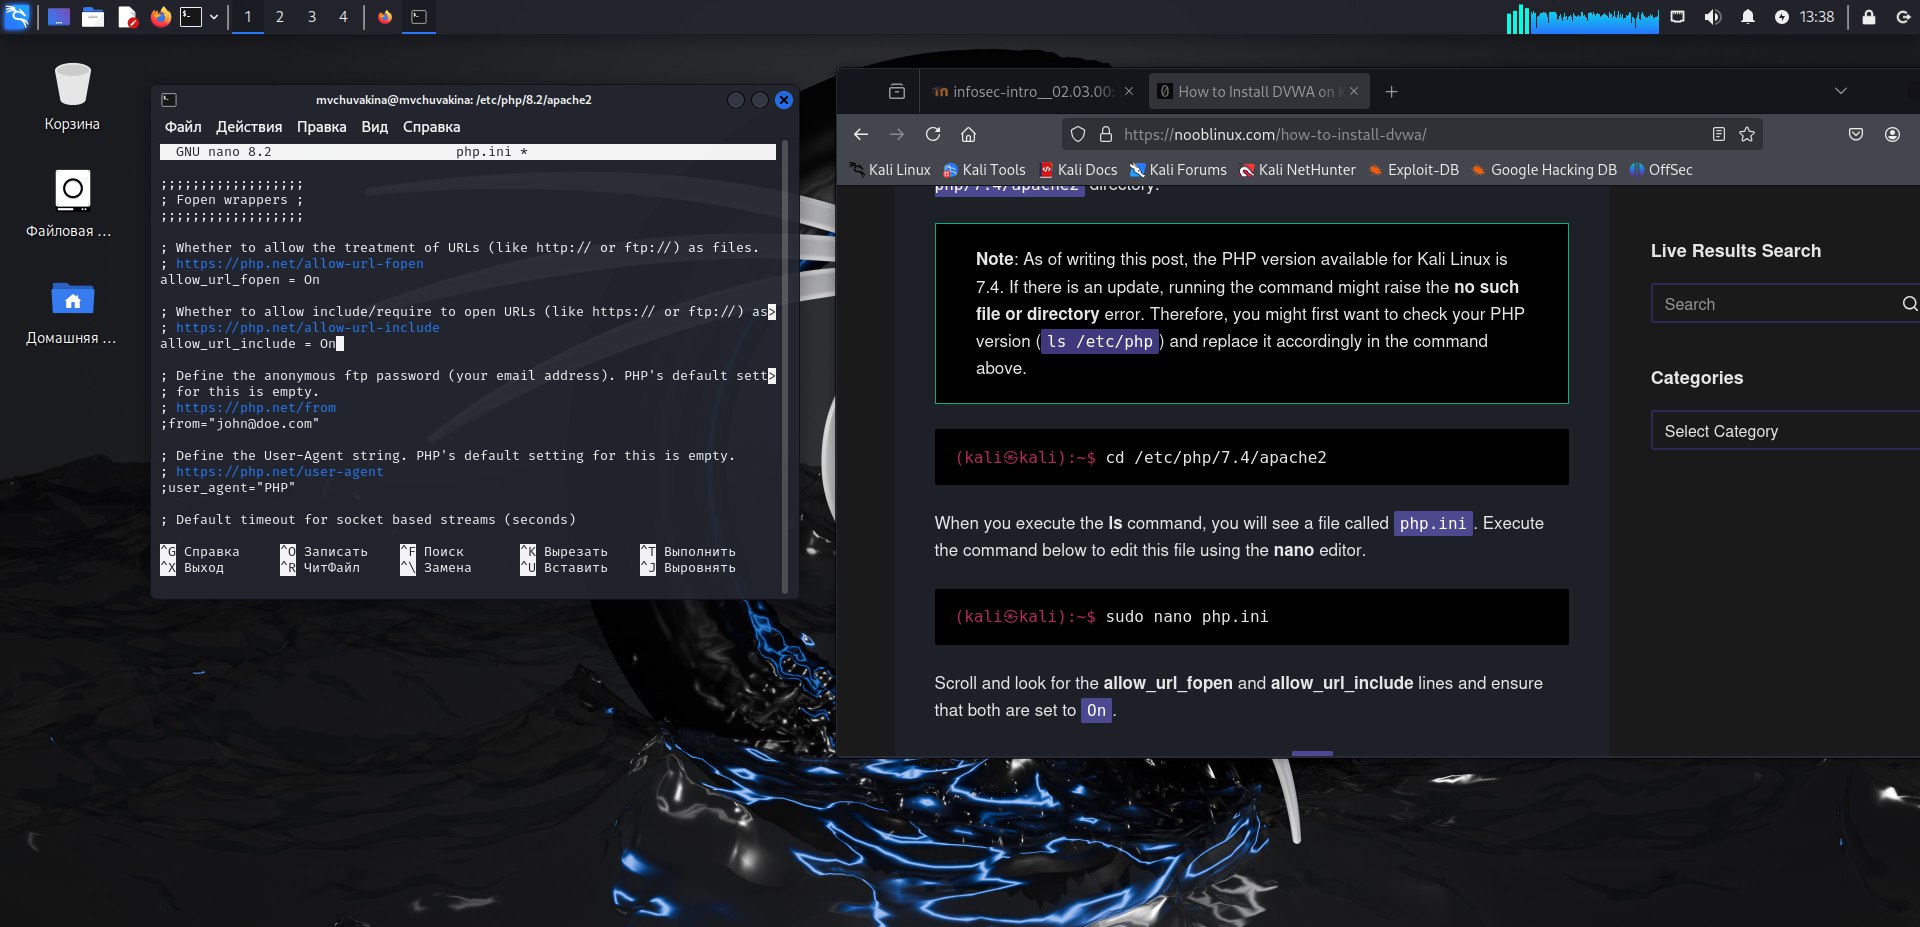 1 2 3 4
13:38
Корзина
Файловая ...
Домашняя ...
mvchuvakina@mvchuvakina: /etc/php/8.2/apache2
Файл Действия Правка Вид Справка
GNU nano 8.2 php.ini *
;;;;;;;;;;;;;;;;;;
; Fopen wrappers ;
;;;;;;;;;;;;;;;;;;
; Whether to allow the treatment of URLs (like http:// or ftp://) as files.
; https://php.net/allow-url-fopen
allow_url_fopen = On
; Whether to allow include/require to open URLs (like https:// or ftp://) as>
; https://php.net/allow-url-include
allow_url_include = On
; Define the anonymous ftp password (your email address). PHP's default sett>
; for this is empty.
; https://php.net/from
;from="john@doe.com"
; Define the User-Agent string. PHP's default setting for this is empty.
; https://php.net/user-agent
;user_agent="PHP"
; Default timeout for socket based streams (seconds)
^G Справка ^O Записать ^F Поиск ^K Вырезать ^T Выполнить
^X Выход ^R ЧитФайл ^\ Замена ^U Вставить ^J Выровнять
infosec-intro__02.03.00: How to Install DVWA on
https://nooblinux.com/how-to-install-dvwa/
Kali Linux Kali Tools Kali Docs Kali Forums Kali NetHunter Exploit-DB Google Hacking DB OffSec
php/7.4/apache2 directory.
Note: As of writing this post, the PHP version available for Kali Linux is
7.4. If there is an update, running the command might raise the no such
file or directory error. Therefore, you might first want to check your PHP
version ( ls /etc/php ) and replace it accordingly in the command
above.
(kali㉿kali):~$ cd /etc/php/7.4/apache2
When you execute the ls command, you will see a file called php.ini . Execute
the command below to edit this file using the nano editor.
(kali㉿kali):~$ sudo nano php.ini
Scroll and look for the allow_url_fopen and allow_url_include lines and ensure
that both are set to On .
Live Results Search
Search
Categories
Select Category